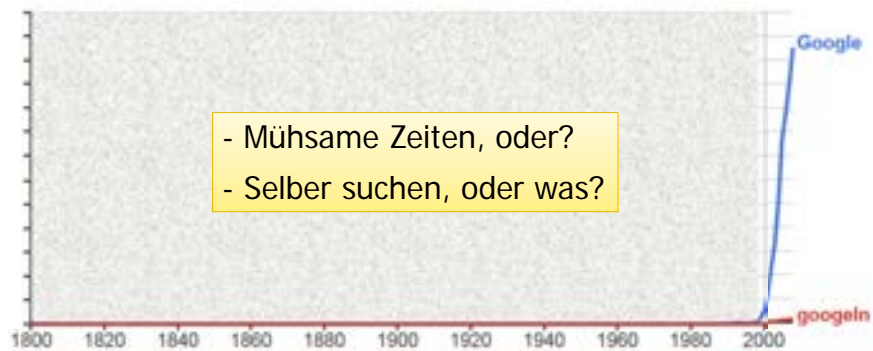 Google
- Mühsame Zeiten, oder?
- Selber suchen, oder was?
googeln
1800 1820 1840 1860 1880 1900 1920 1940 1960 1980 2000